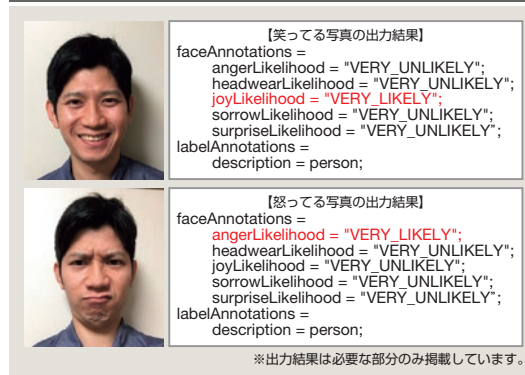 【笑ってる写真の出力結果】
faceAnnotations =
angerLikelihood = "VERY_UNLIKELY";
headwearLikelihood = "VERY_UNLIKELY";
joyLikelihood = "VERY_LIKELY";
sorrowLikelihood = "VERY_UNLIKELY";
surpriseLikelihood = "VERY_UNLIKELY";
labelAnnotations =
description = person;
【怒ってる写真の出力結果】
faceAnnotations =
angerLikelihood = "VERY_LIKELY";
headwearLikelihood = "VERY_UNLIKELY";
joyLikelihood = "VERY_UNLIKELY";
sorrowLikelihood = "VERY_UNLIKELY";
surpriseLikelihood = "VERY_UNLIKELY";
labelAnnotations =
description = person;
※出力結果は必要な部分のみ掲載しています。